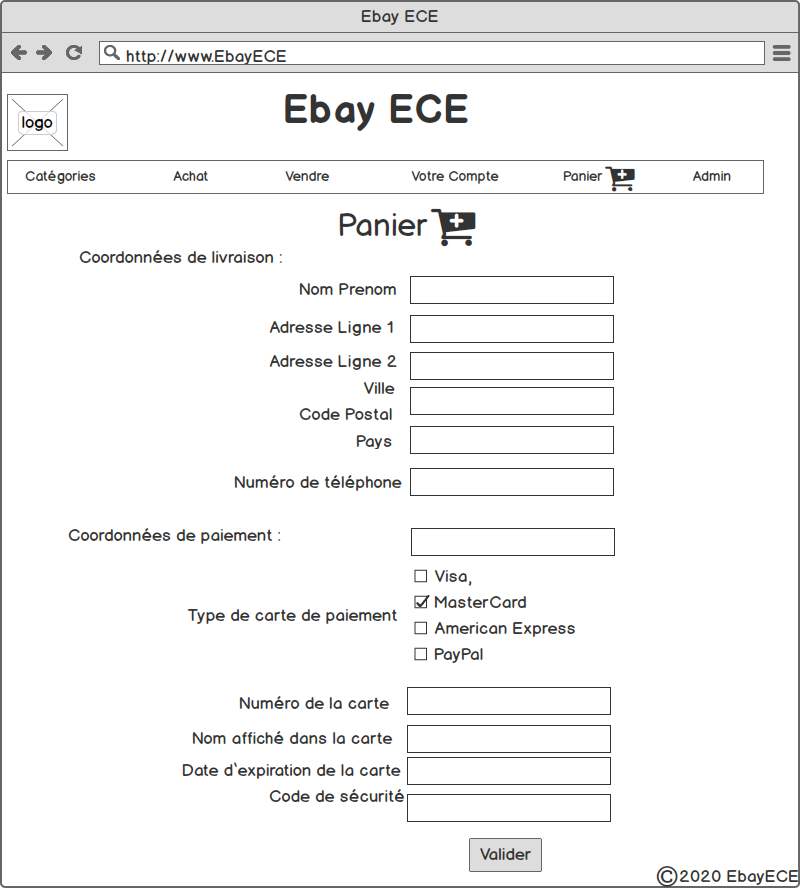 Ebay ECE
http://www.EbayECE
logo
Ebay ECE
Catégories Achat Vendre Votre Compte Panier Admin
Panier
Coordonnées de livraison :
Nom Prenom
Adresse Ligne 1
Adresse Ligne 2
Ville
Code Postal
Pays
Numéro de téléphone
Coordonnées de paiement :
Visa,
MasterCard
Type de carte de paiement
American Express
PayPal
Numéro de la carte
Nom affiché dans la carte
Date d`expiration de la carte
Code de sécurité
Valider
©2020 EbayECE